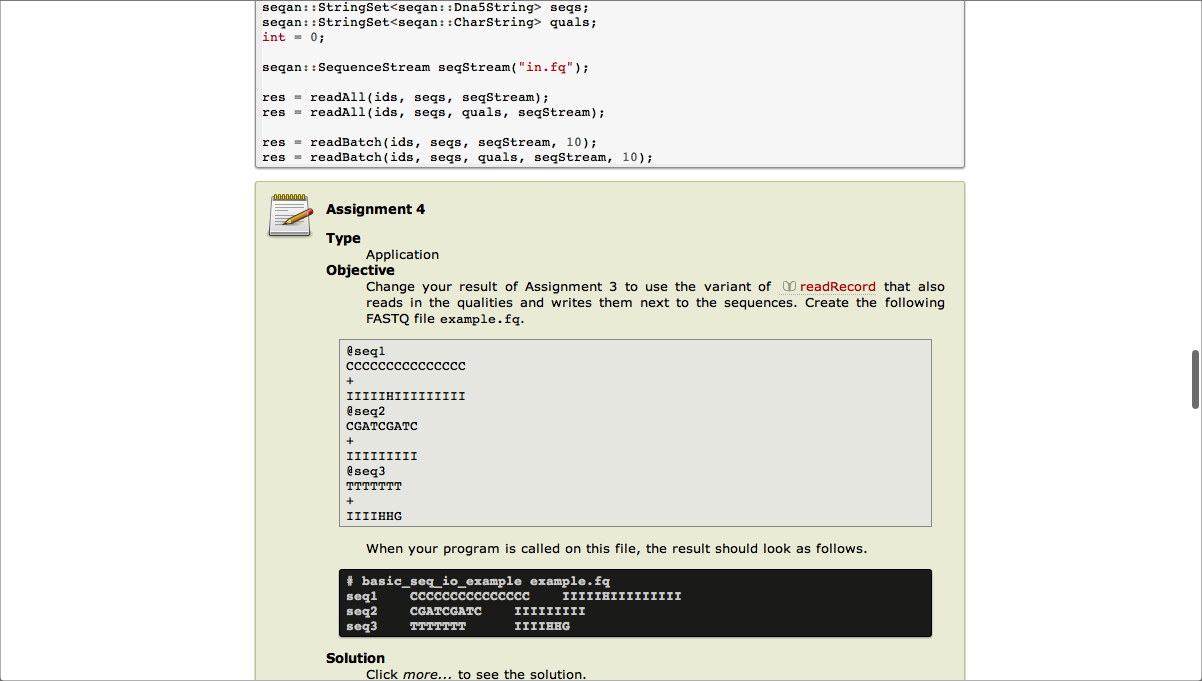 seqan::StringSet<seqan::Dna5String> seqs;
seqan::StringSet<seqan::CharString> quals;
int = 0;
seqan::SequenceStream seqStream("in.fq");
res = readAll(ids, seqs, seqStream);
res = readAll(ids, seqs, quals, seqStream);
res = readBatch(ids, seqs, seqStream, 10);
res = readBatch(ids, seqs, quals, seqStream, 10);
Assignment 4
Type
Application
Objective
Change your result of Assignment 3 to use the variant of readRecord that also
reads in the qualities and writes them next to the sequences. Create the following
FASTQ file example.fq.
@seq1
CCCCCCCCCCCCCCC
+
IIIIIHIIIIIIIII
@seq2
CGATCGATC
+
IIIIIIIII
@seq3
TTTTTTT
+
IIIIHHG
When your program is called on this file, the result should look as follows.
# basic_seq_io_example example.fq
seq1    CCCCCCCCCCCCCCC    IIIIIHIIIIIIIII
seq2    CGATCGATC    IIIIIIIII
seq3    TTTTTTT      IIIIHHG
Solution
Click more... to see the solution.